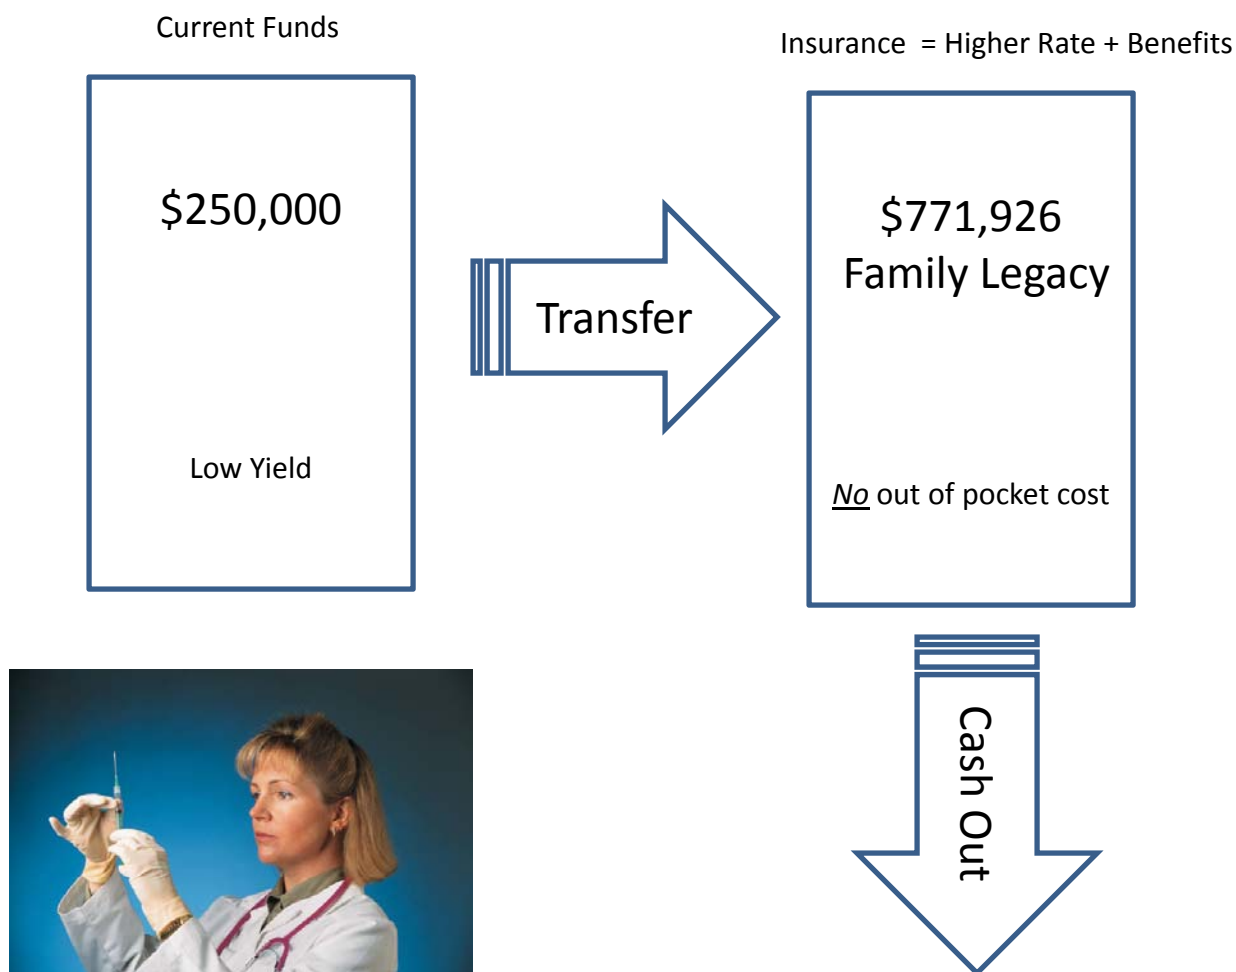 Current Funds
Insurance = Higher Rate + Benefits
$250,000
Low Yield
Transfer
$771,926
Family Legacy
No out of pocket cost
Cash Out